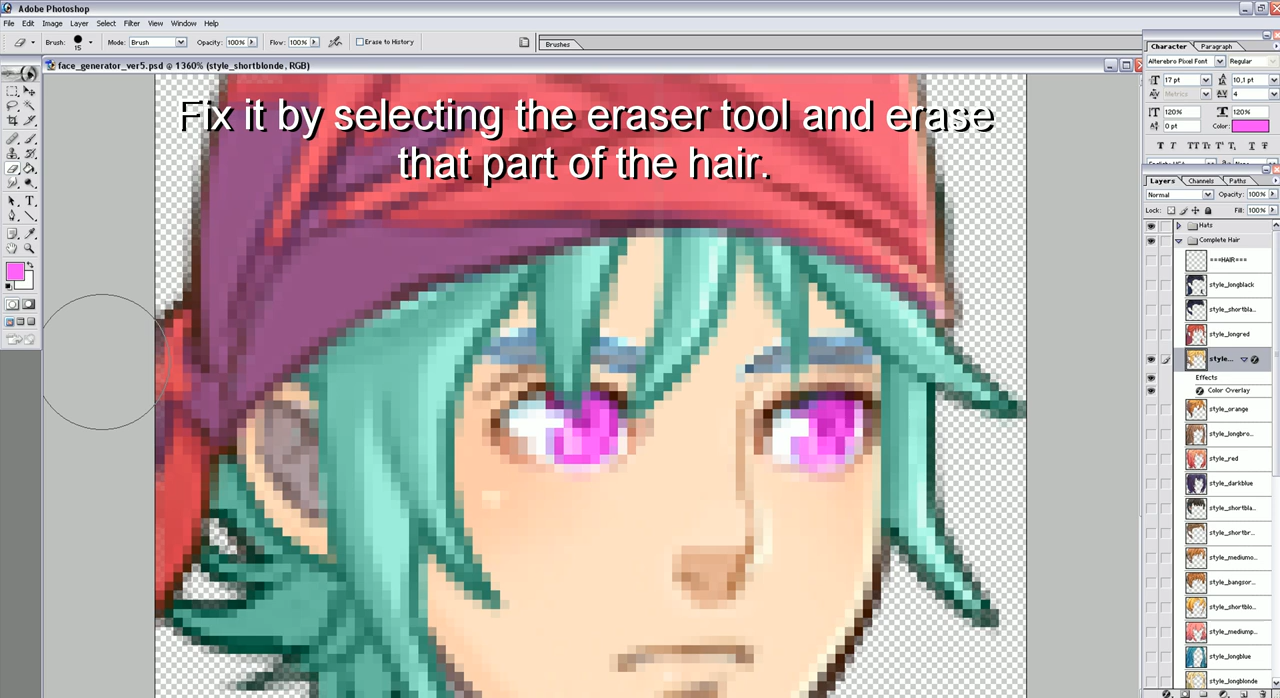 Adobe Photoshop
File Edit Image Layer Select Filter View Window Help
Brush: 15 Mode: Brush Opacity: 100% Flow: 100% Erase to History Brushes
face_generator_ver5.psd @ 1360% (style_shortblonde, RGB)
Fix it by selecting the eraser tool and erase
that part of the hair.
Character Paragraph
Alterebro Pixel Font Regular
17 pt 10,1 pt
Metrics 4
120% 120%
0 pt Color:
Layers Channels Paths
Normal Opacity: 100%
Lock: Fill: 100%
Hats
Complete Hair
===HAIR===
style_longblack
style_shortbla...
style_longred
style...
Effects
Color Overlay
style_orange
style_longbro...
style_red
style_darkblue
style_shortbla...
style_shortbr...
style_mediumo...
style_bangsor...
style_shortblo...
style_mediump...
style_longblue
style_longblonde